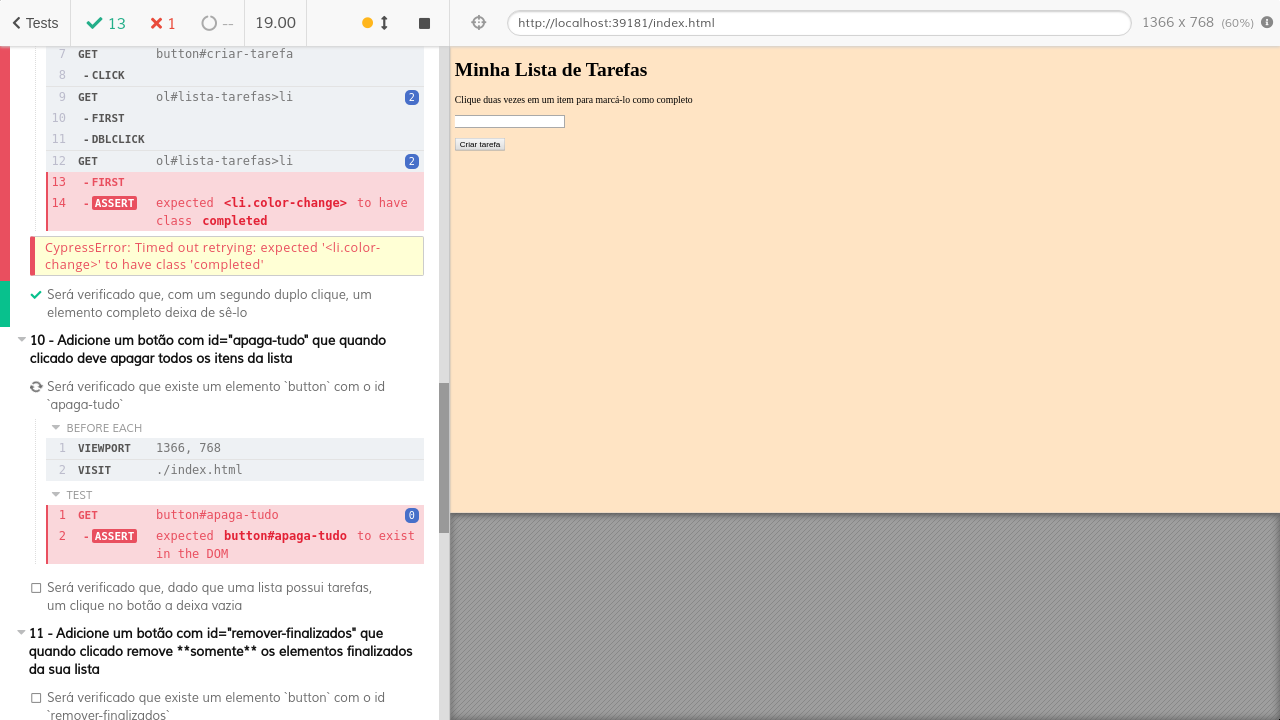 Tests
13
1
--
19.00
http://localhost:39181/index.html
1366 x 768 (60%)
7 GET button#criar-tarefa
8 - CLICK
9 GET ol#lista-tarefas>li 2
10 - FIRST
11 - DBLCLICK
12 GET ol#lista-tarefas>li 2
13 - FIRST
14 - ASSERT expected <li.color-change> to have
class completed
CypressError: Timed out retrying: expected '<li.color-
change>' to have class 'completed'
Será verificado que, com um segundo duplo clique, um
elemento completo deixa de sê-lo
10 - Adicione um botão com id="apaga-tudo" que quando
clicado deve apagar todos os itens da lista
Será verificado que existe um elemento `button` com o id
`apaga-tudo`
BEFORE EACH
1 VIEWPORT 1366, 768
2 VISIT ./index.html
TEST
1 GET button#apaga-tudo 0
2 - ASSERT expected button#apaga-tudo to exist
in the DOM
Será verificado que, dado que uma lista possui tarefas,
um clique no botão a deixa vazia
11 - Adicione um botão com id="remover-finalizados" que
quando clicado remove **somente** os elementos finalizados
da sua lista
Será verificado que existe um elemento `button` com o id
`remover-finalizados`
Minha Lista de Tarefas
Clique duas vezes em um item para marcá-lo como completo
Criar tarefa